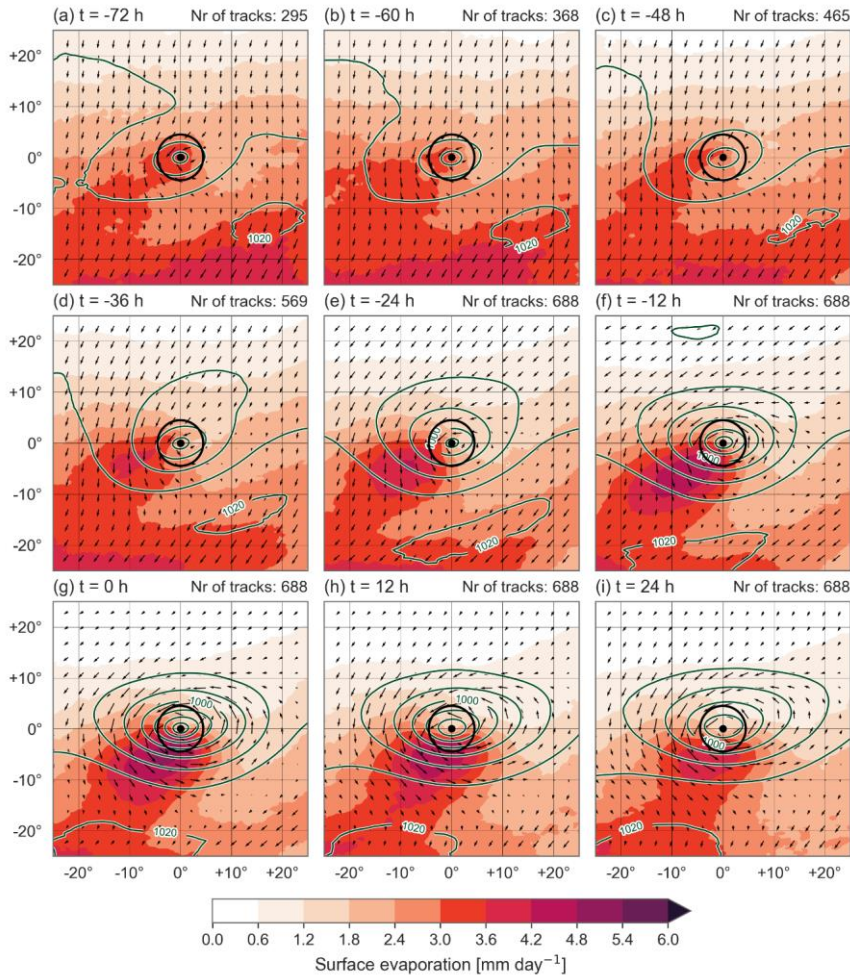 (a) t = -72 h Nr of tracks: 295 (b) t = -60 h Nr of tracks: 368 (c) t = -48 h Nr of tracks: 465
+20°
+10°
0°
-10°
-20°
1020 1020 1020
(d) t = -36 h Nr of tracks: 569 (e) t = -24 h Nr of tracks: 688 (f) t = -12 h Nr of tracks: 688
+20°
+10°
0°
1000
-10°
-20°
1020 1020 1020
(g) t = 0 h Nr of tracks: 688 (h) t = 12 h Nr of tracks: 688 (i) t = 24 h Nr of tracks: 688
+20°
+10°
1000 1000
0°
1000
-10°
-20°
1020 1020 1020
-20° -10° 0° +10° +20° -20° -10° 0° +10° +20° -20° -10° 0° +10° +20°
0.0 0.6 1.2 1.8 2.4 3.0 3.6 4.2 4.8 5.4 6.0
Surface evaporation [mm day⁻¹]